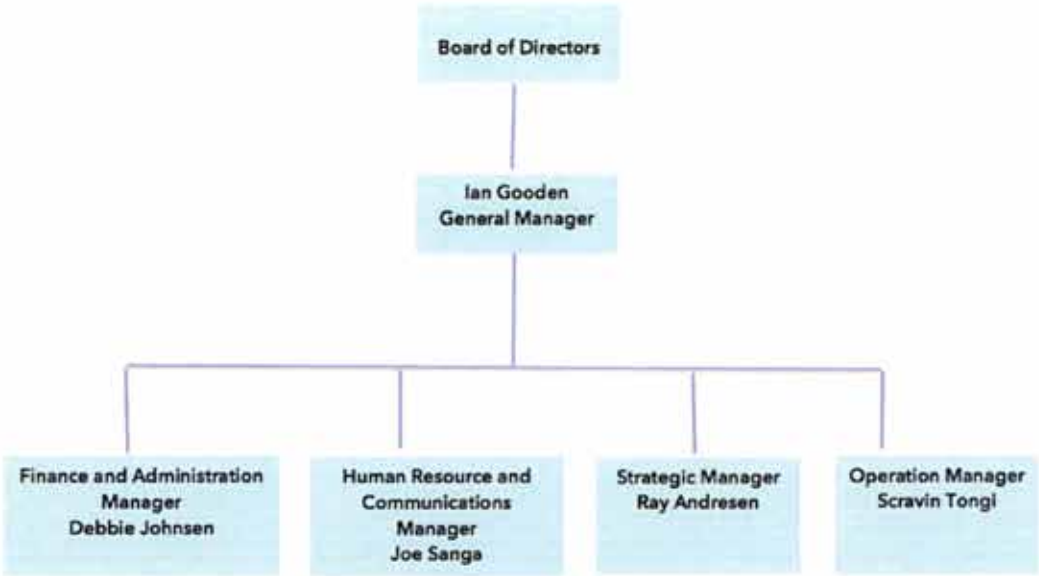 Board of Directors
Ian Gooden
General Manager
Finance and Administration
Manager
Debbie Johnsen
Human Resource and
Communications
Manager
Joe Sanga
Strategic Manager
Ray Andresen
Operation Manager
Scravin Tongi